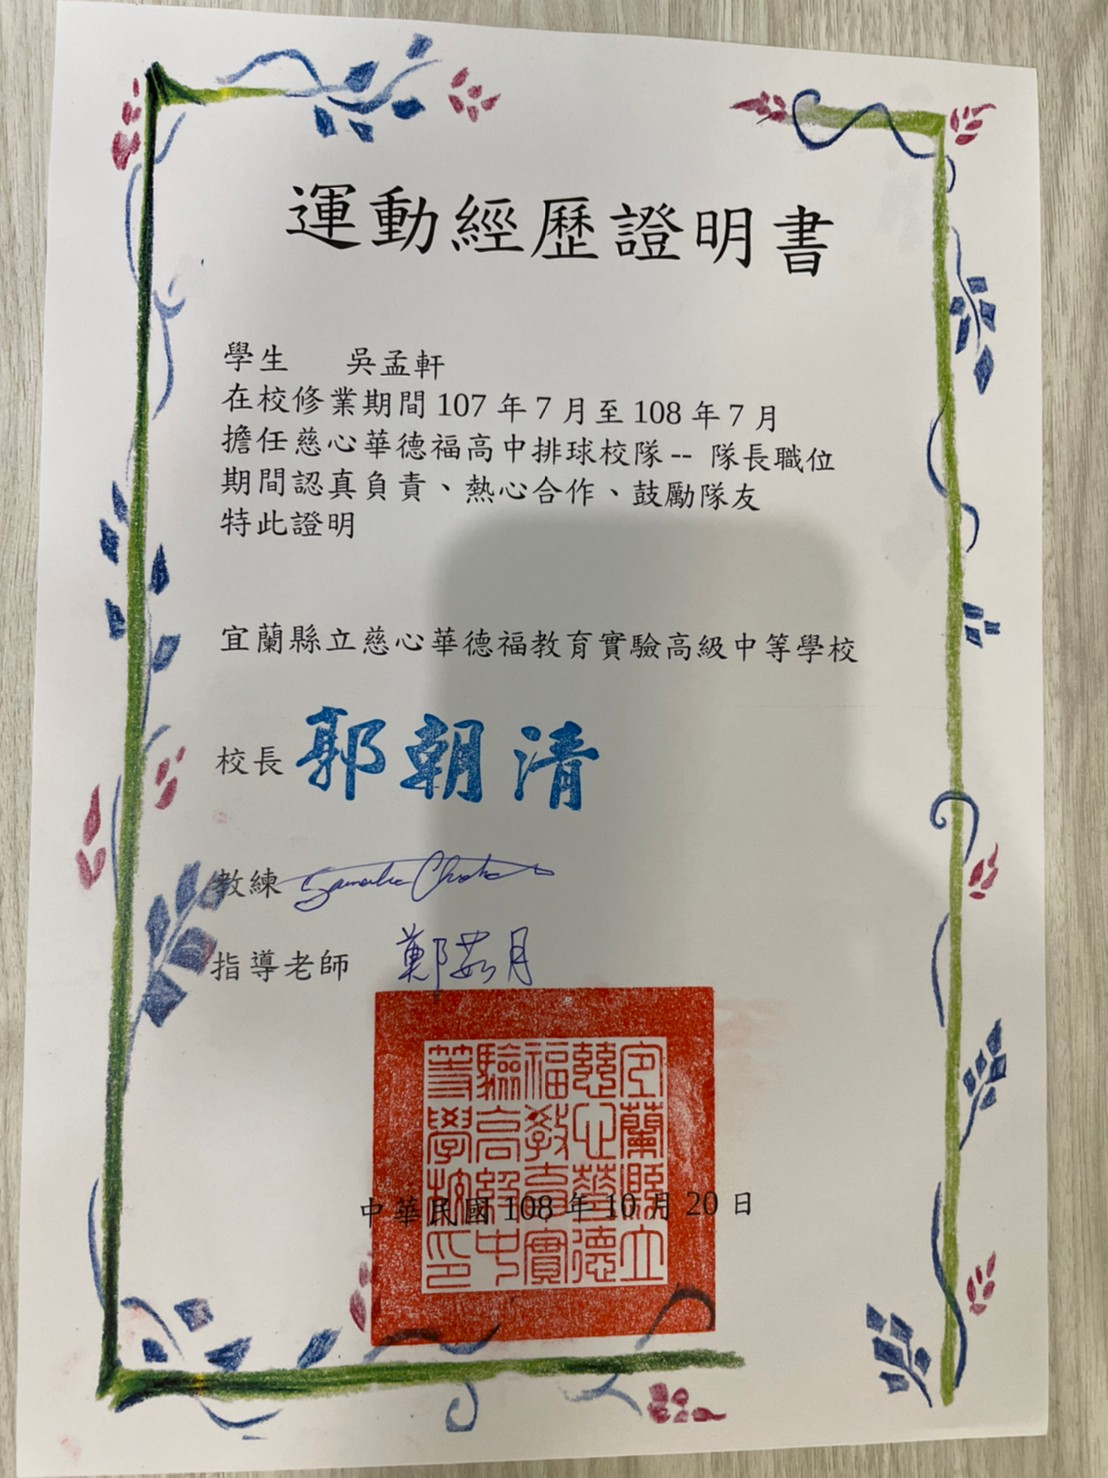 運動經歷證明書
學生 吳孟軒
在校修業期間 107 年 7 月至 108 年 7 月
擔任慈心華德福高中排球校隊 -- 隊長職位
期間認真負責、熱心合作、鼓勵隊友
特此證明
宜蘭縣立慈心華德福教育實驗高級中等學校
校長 郭朝清
教練
指導老師 鄭茹月
宜蘭縣立慈心華德福教育實驗高級中等學校印
中華民國 108 年 10 月 20 日